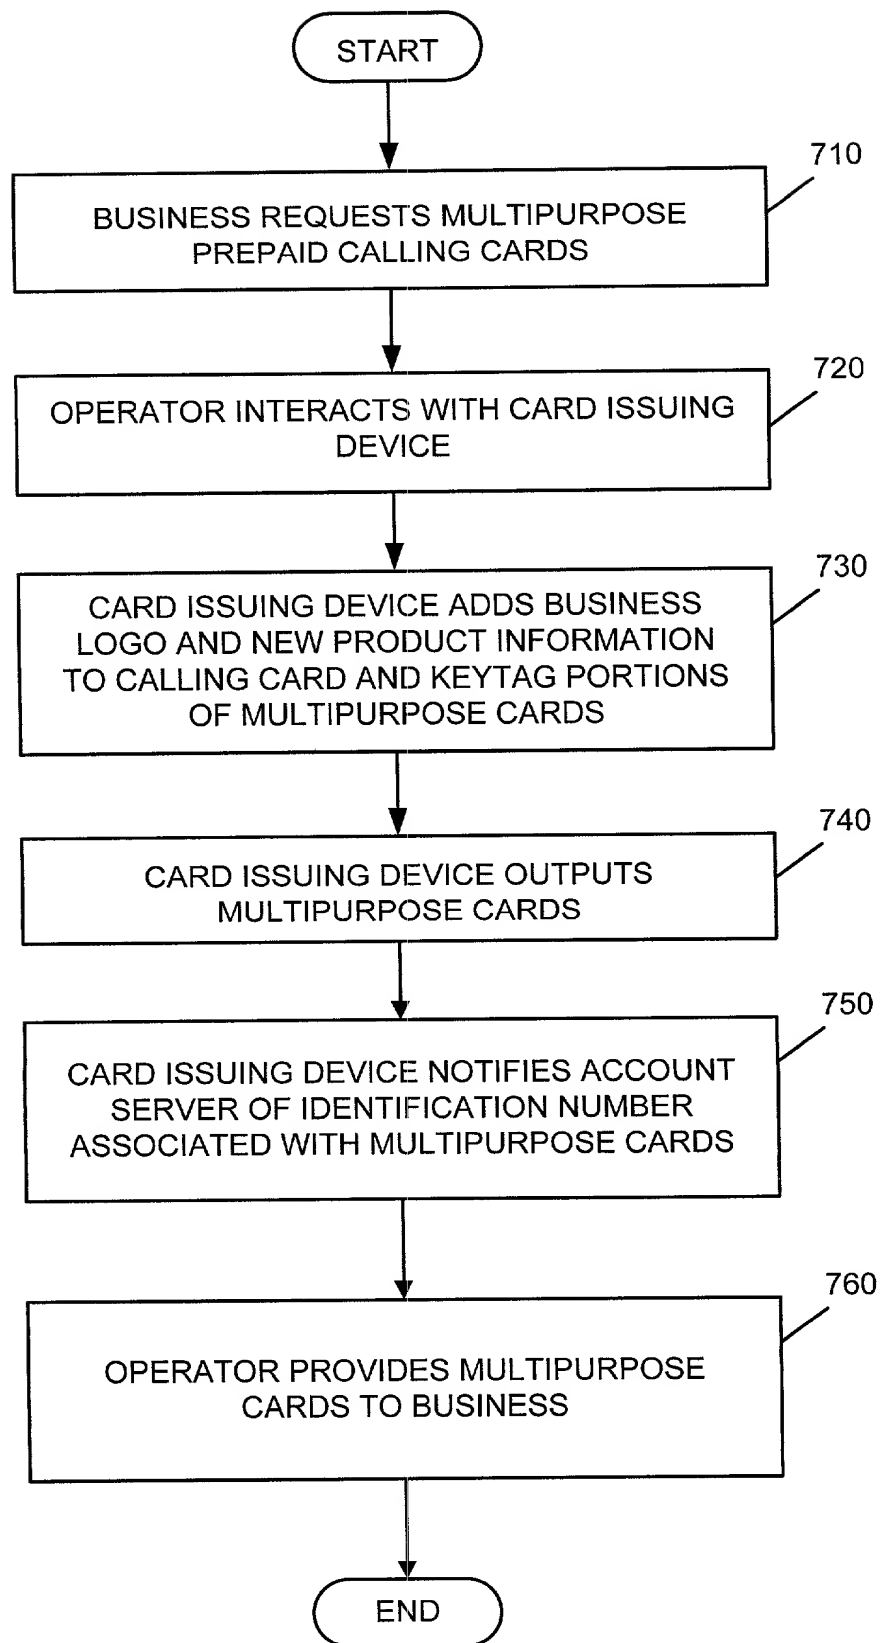 START
710
BUSINESS REQUESTS MULTIPURPOSE
PREPAID CALLING CARDS
720
OPERATOR INTERACTS WITH CARD ISSUING
DEVICE
730
CARD ISSUING DEVICE ADDS BUSINESS
LOGO AND NEW PRODUCT INFORMATION
TO CALLING CARD AND KEYTAG PORTIONS
OF MULTIPURPOSE CARDS
740
CARD ISSUING DEVICE OUTPUTS
MULTIPURPOSE CARDS
750
CARD ISSUING DEVICE NOTIFIES ACCOUNT
SERVER OF IDENTIFICATION NUMBER
ASSOCIATED WITH MULTIPURPOSE CARDS
760
OPERATOR PROVIDES MULTIPURPOSE
CARDS TO BUSINESS
END